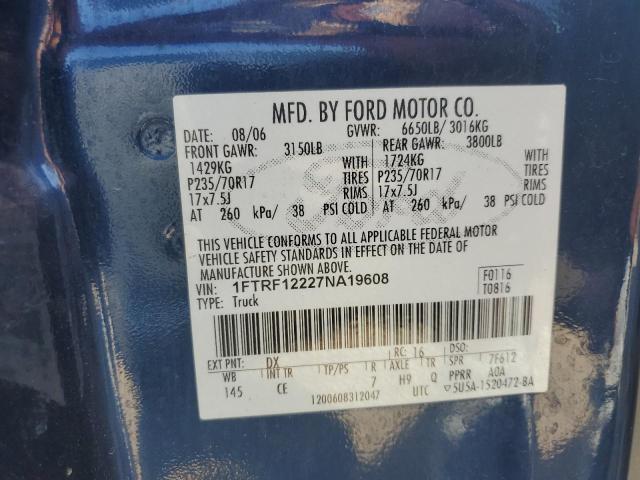 MFD. BY FORD MOTOR CO.
DATE: 08/06 GVWR: 6650LB/ 3016KG
FRONT GAWR: 3150LB REAR GAWR: 3800LB
1429KG WITH 1724KG WITH
P235/70R17 TIRES P235/70R17 TIRES
17x7.5J RIMS 17x7.5J RIMS
AT 260 kPa/ 38 PSI COLD AT 260 kPa/ 38 PSI COLD
THIS VEHICLE CONFORMS TO ALL APPLICABLE FEDERAL MOTOR
VEHICLE SAFETY STANDARDS IN EFFECT ON THE DATE OF
MANUFACTURE SHOWN ABOVE.
VIN: 1FTRF12227NA19608 F0116
TYPE: Truck T0816
EXT PNT: DX RC: 16 DSO:
WB INT TR TP/PS R AXLE TR SPR 7F612
145 CE 7 H9 Q PPRR A0A
1200608312047 UTC ▽5U5A-1520472-BA